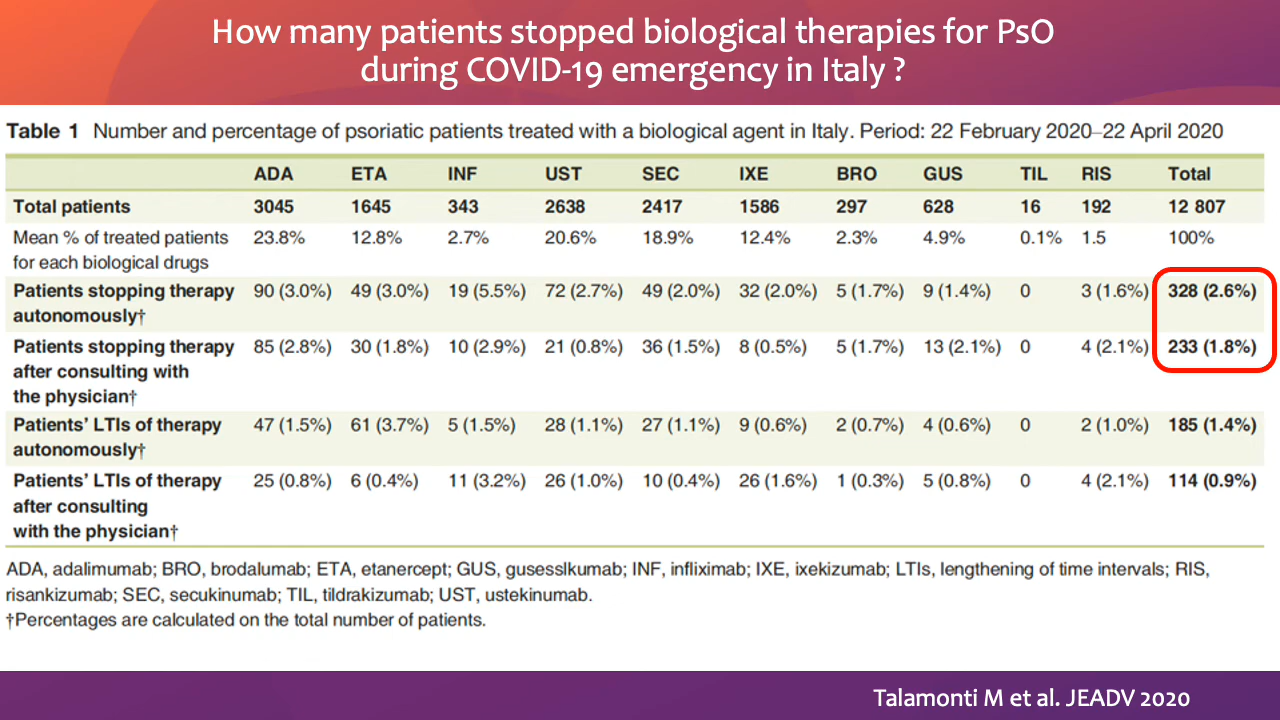 How many patients stopped biological therapies for PsO
during COVID-19 emergency in Italy ?
Table 1 Number and percentage of psoriatic patients treated with a biological agent in Italy. Period: 22 February 2020–22 April 2020
ADA ETA INF UST SEC IXE BRO GUS TIL RIS Total
Total patients 3045 1645 343 2638 2417 1586 297 628 16 192 12 807
Mean % of treated patients 23.8% 12.8% 2.7% 20.6% 18.9% 12.4% 2.3% 4.9% 0.1% 1.5 100%
for each biological drugs
Patients stopping therapy 90 (3.0%) 49 (3.0%) 19 (5.5%) 72 (2.7%) 49 (2.0%) 32 (2.0%) 5 (1.7%) 9 (1.4%) 0 3 (1.6%) 328 (2.6%)
autonomously†
Patients stopping therapy 85 (2.8%) 30 (1.8%) 10 (2.9%) 21 (0.8%) 36 (1.5%) 8 (0.5%) 5 (1.7%) 13 (2.1%) 0 4 (2.1%) 233 (1.8%)
after consulting with
the physician†
Patients' LTIs of therapy 47 (1.5%) 61 (3.7%) 5 (1.5%) 28 (1.1%) 27 (1.1%) 9 (0.6%) 2 (0.7%) 4 (0.6%) 0 2 (1.0%) 185 (1.4%)
autonomously†
Patients' LTIs of therapy 25 (0.8%) 6 (0.4%) 11 (3.2%) 26 (1.0%) 10 (0.4%) 26 (1.6%) 1 (0.3%) 5 (0.8%) 0 4 (2.1%) 114 (0.9%)
after consulting
with the physician†
ADA, adalimumab; BRO, brodalumab; ETA, etanercept; GUS, gusesslkumab; INF, infliximab; IXE, ixekizumab; LTIs, lengthening of time intervals; RIS,
risankizumab; SEC, secukinumab; TIL, tildrakizumab; UST, ustekinumab.
†Percentages are calculated on the total number of patients.
Talamonti M et al. JEADV 2020